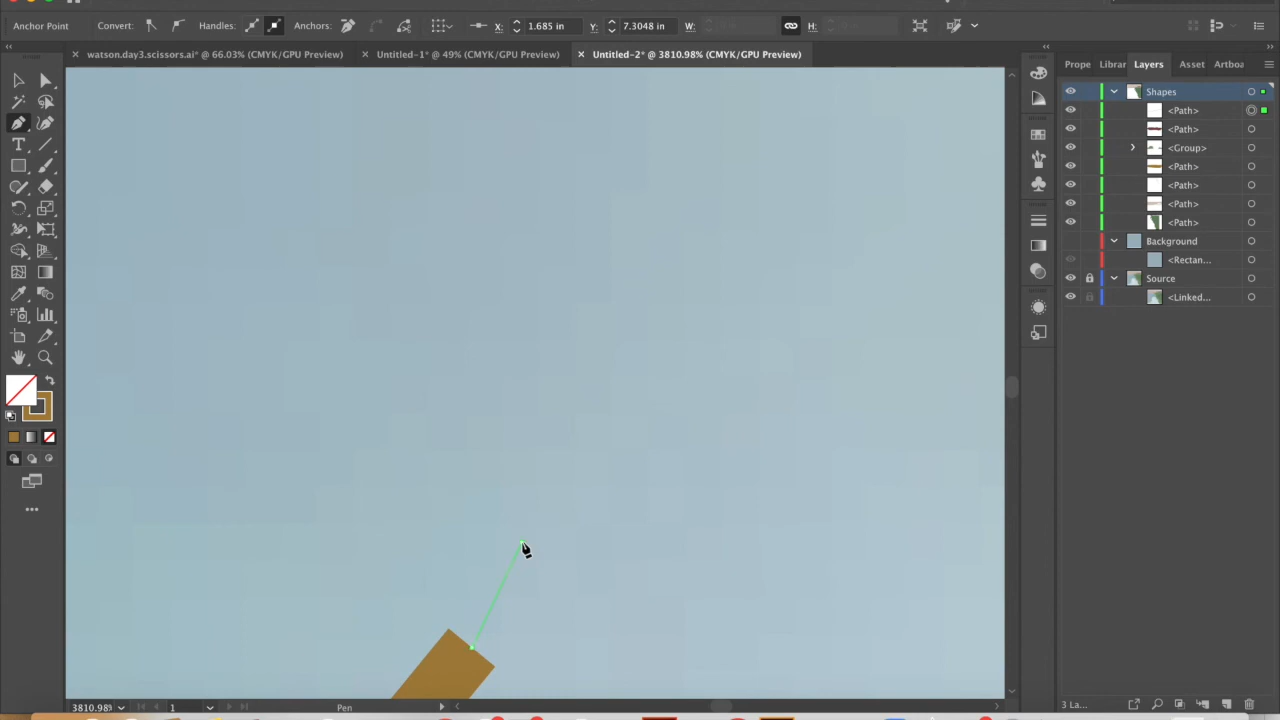 Anchor Point Convert: Handles: Anchors: X: 1.685 in Y: 7.3048 in W: H:
watson.day3.scissors.ai* @ 66.03% (CMYK/GPU Preview) Untitled-1* @ 49% (CMYK/GPU Preview) Untitled-2* @ 3810.98% (CMYK/GPU Preview)
Prope Librar Layers Asset Artboa
Shapes
<Path>
<Path>
<Group>
<Path>
<Path>
<Path>
<Path>
Background
<Rectan...
Source
<Linked...
3810.98% 1 Pen
3 La...